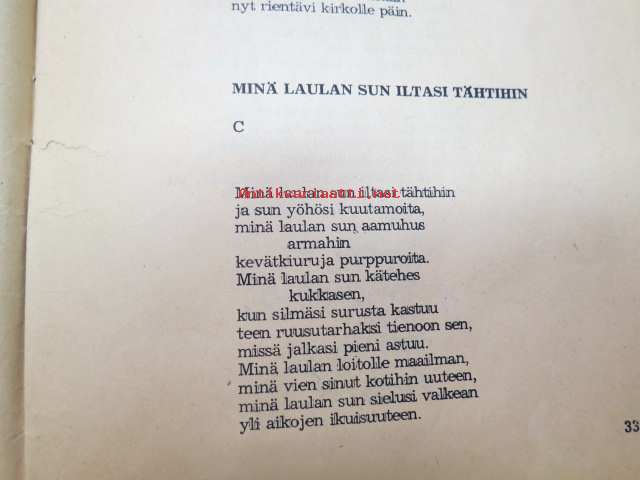 nyt rientävi kirkolle päin.
MINÄ LAULAN SUN ILTASI TÄHTIHIN
C
Minä laulan sun iltasi tähtihin
ja sun yöhösi kuutamoita,
minä laulan sun aamuhus
armahin
kevätkiuruja purppuroita.
Minä laulan sun kätehes
kukkasen,
kun silmäsi surusta kastuu
teen ruusutarhaksi tienoon sen,
missä jalkasi pieni astuu.
Minä laulan loitolle maailman,
minä vien sinut kotihin uuteen,
minä laulan sun sielusi valkean
yli aikojen ikuisuuteen.
33